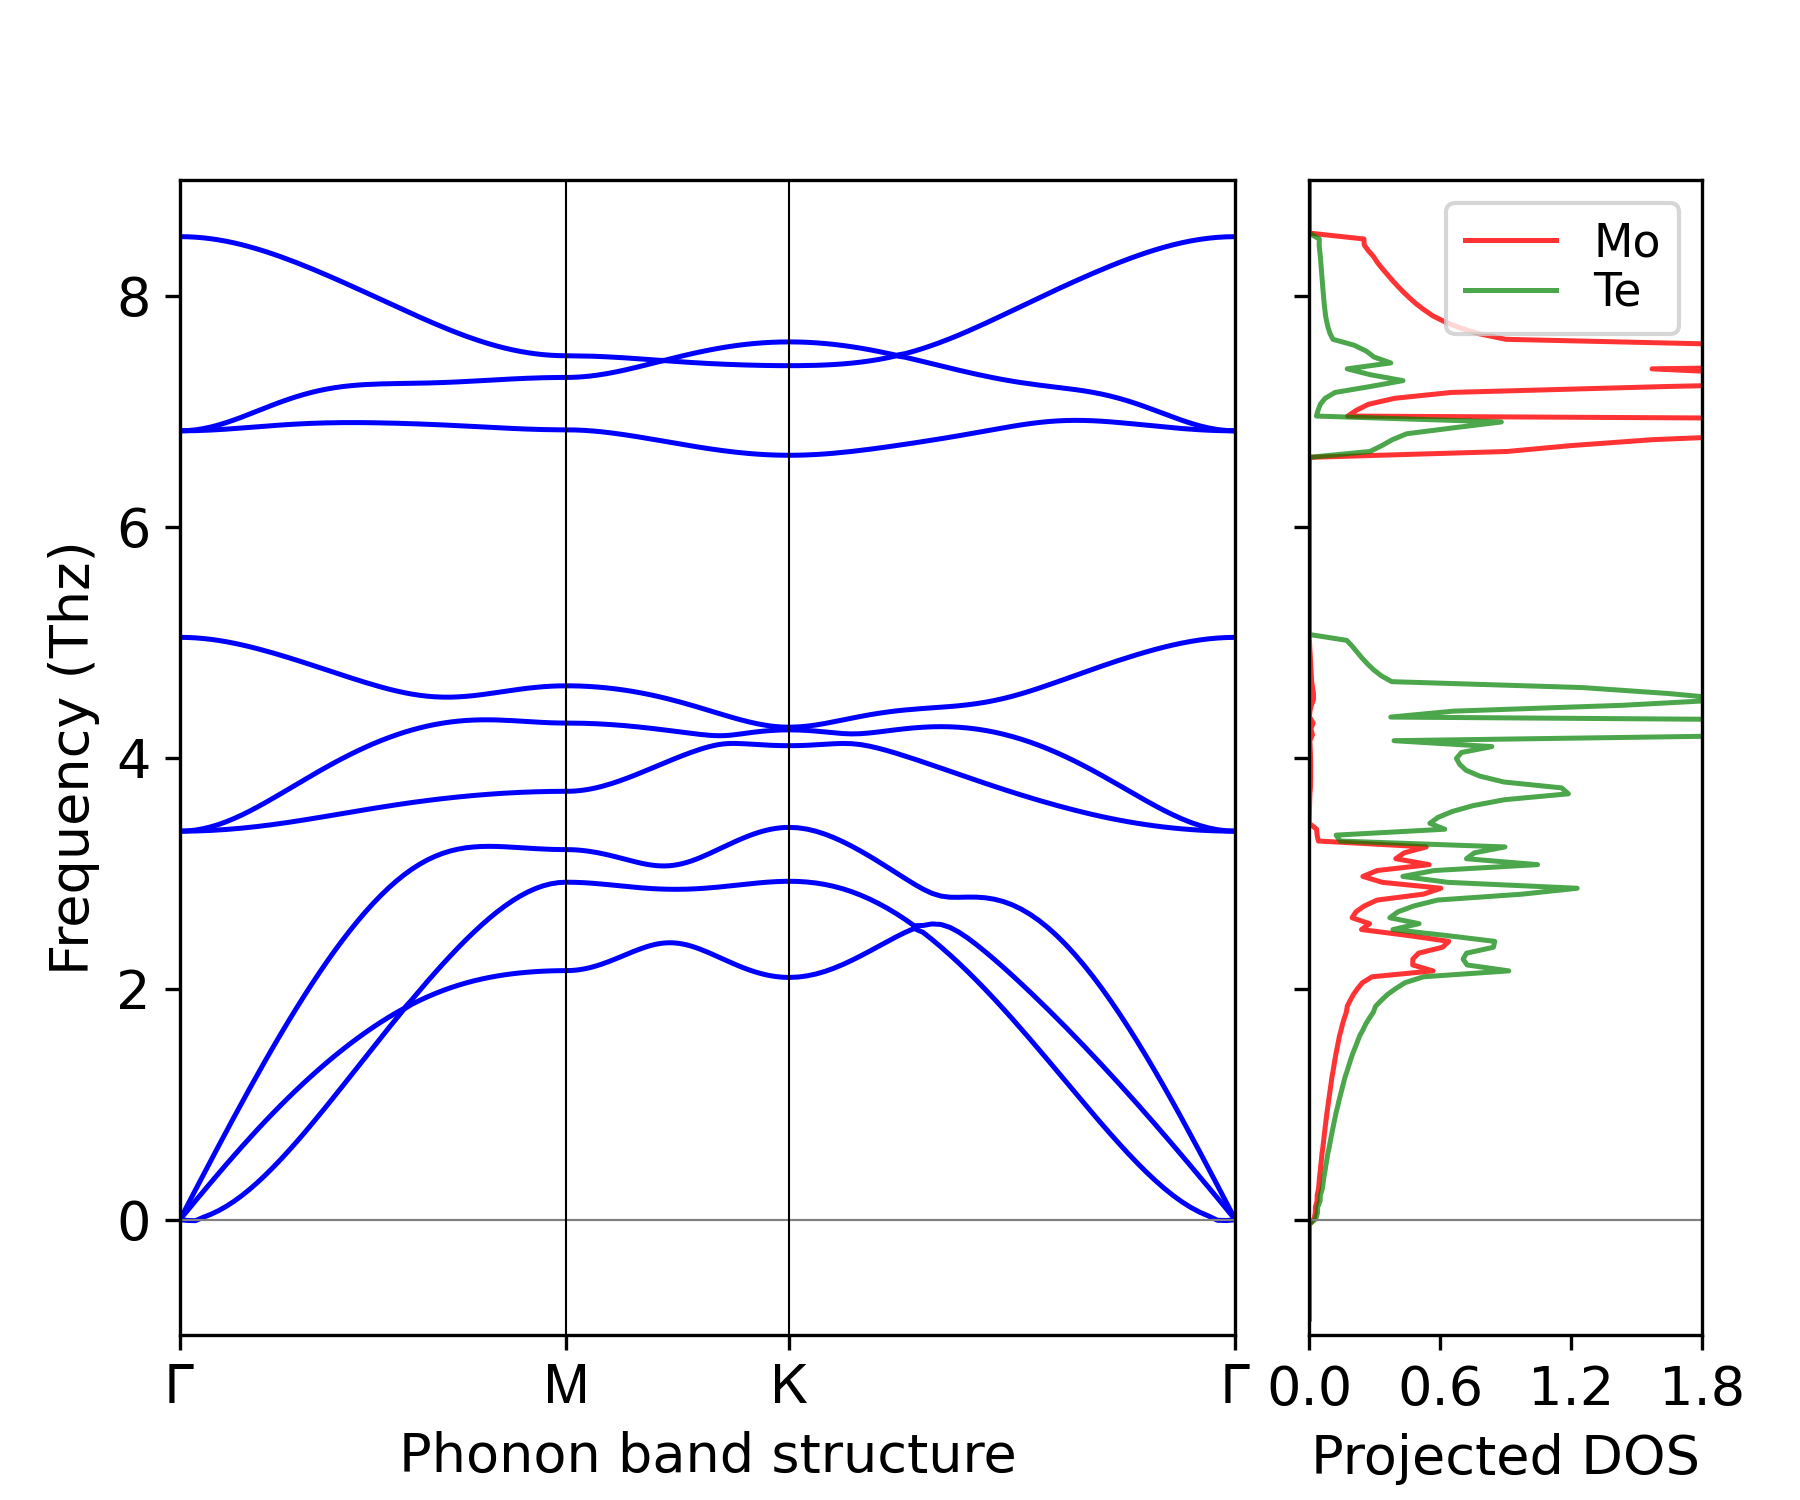 Mo
Te
8
6
4
2
0
Frequency (Thz)
Γ M K Γ
0.0 0.6 1.2 1.8
Phonon band structure
Projected DOS